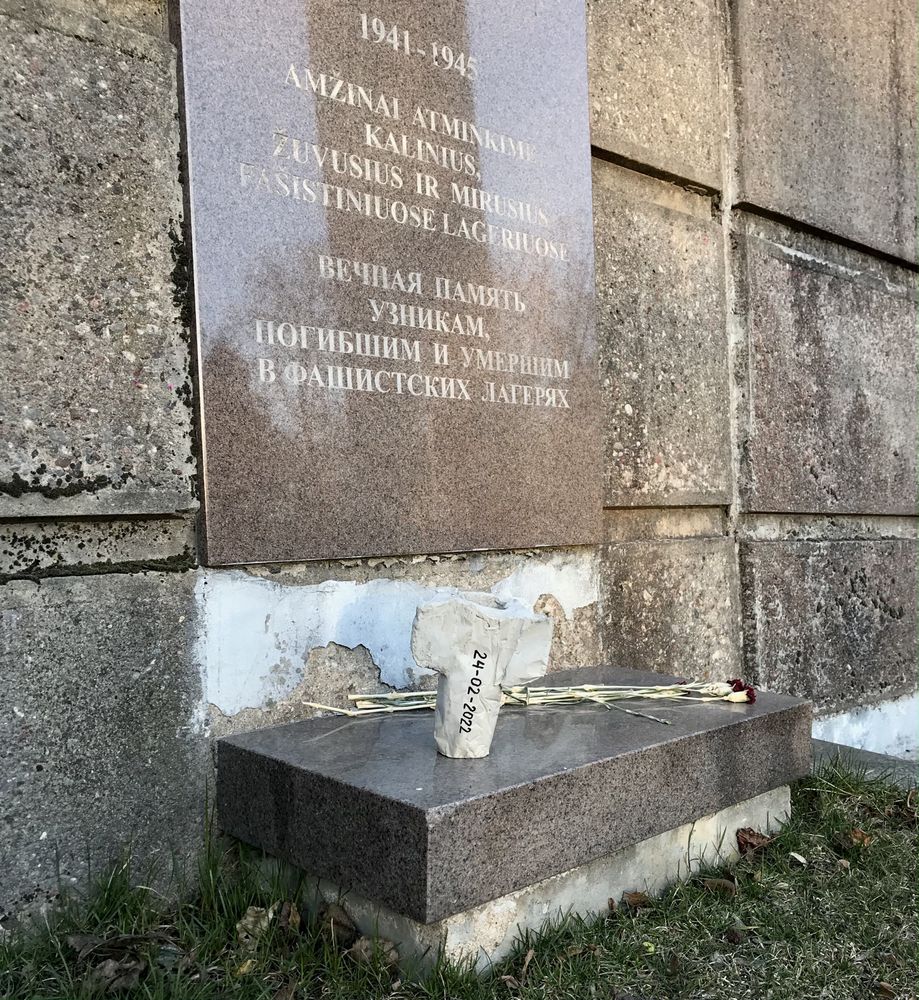 1941-1945
AMŽINAI ATMINKIME
KALINIUS,
ŽUVUSIUS IR MIRUSIUS
FAŠISTINIUOSE LAGERIUOSE
ВЕЧНАЯ ПАМЯТЬ
УЗНИКАМ,
ПОГИБШИМ И УМЕРШИМ
В ФАШИСТСКИХ ЛАГЕРЯХ
24-02-2022